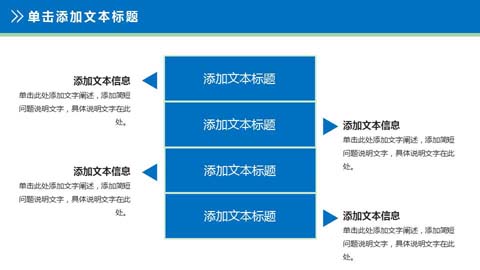 单击添加文本标题
添加文本标题
添加文本信息
单击此处添加文字阐述，添加简短
问题说明文字，具体说明文字在此
处。
添加文本标题
添加文本信息
单击此处添加文字阐述，添加简短
问题说明文字，具体说明文字在此
处。
添加文本标题
添加文本信息
单击此处添加文字阐述，添加简短
问题说明文字，具体说明文字在此
处。
添加文本标题
添加文本信息
单击此处添加文字阐述，添加简短
问题说明文字，具体说明文字在此
处。